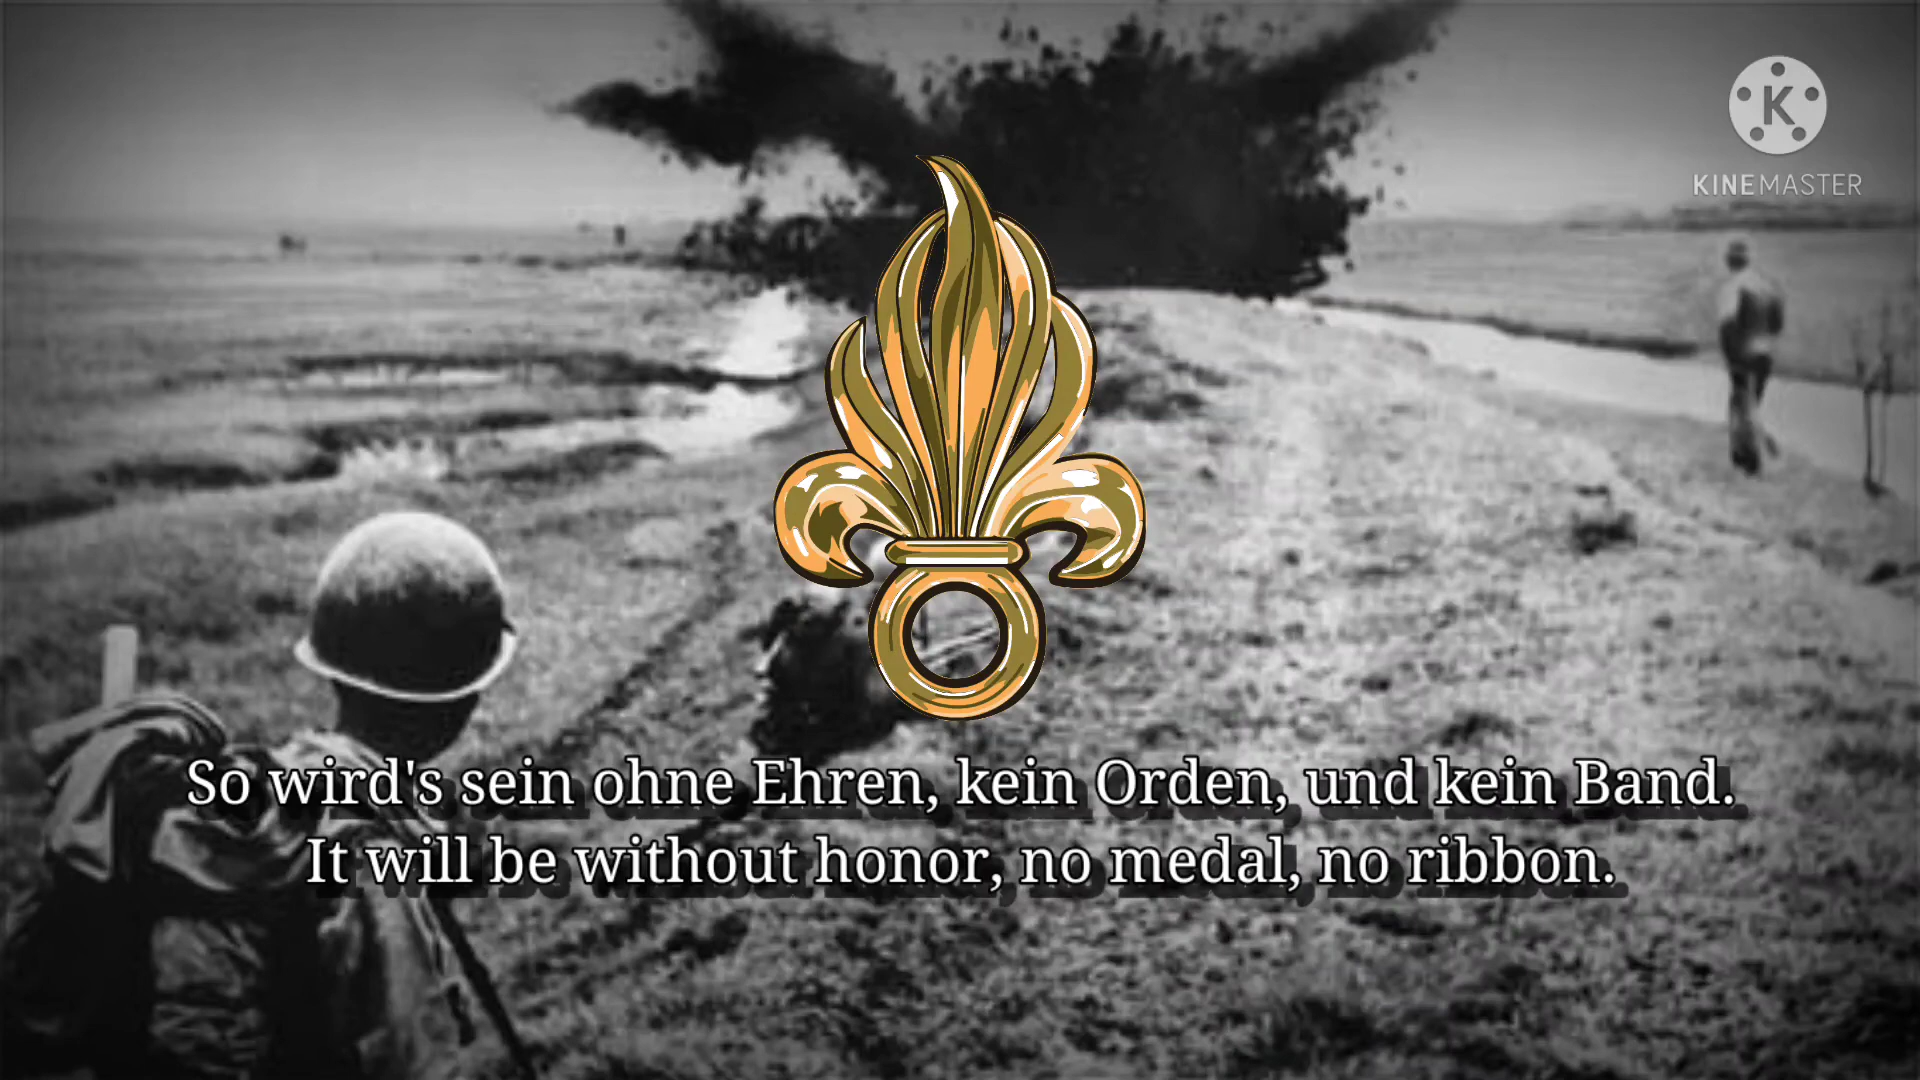 K
KINEMASTER
So wird's sein ohne Ehren, kein Orden, und kein Band.
It will be without honor, no medal, no ribbon.